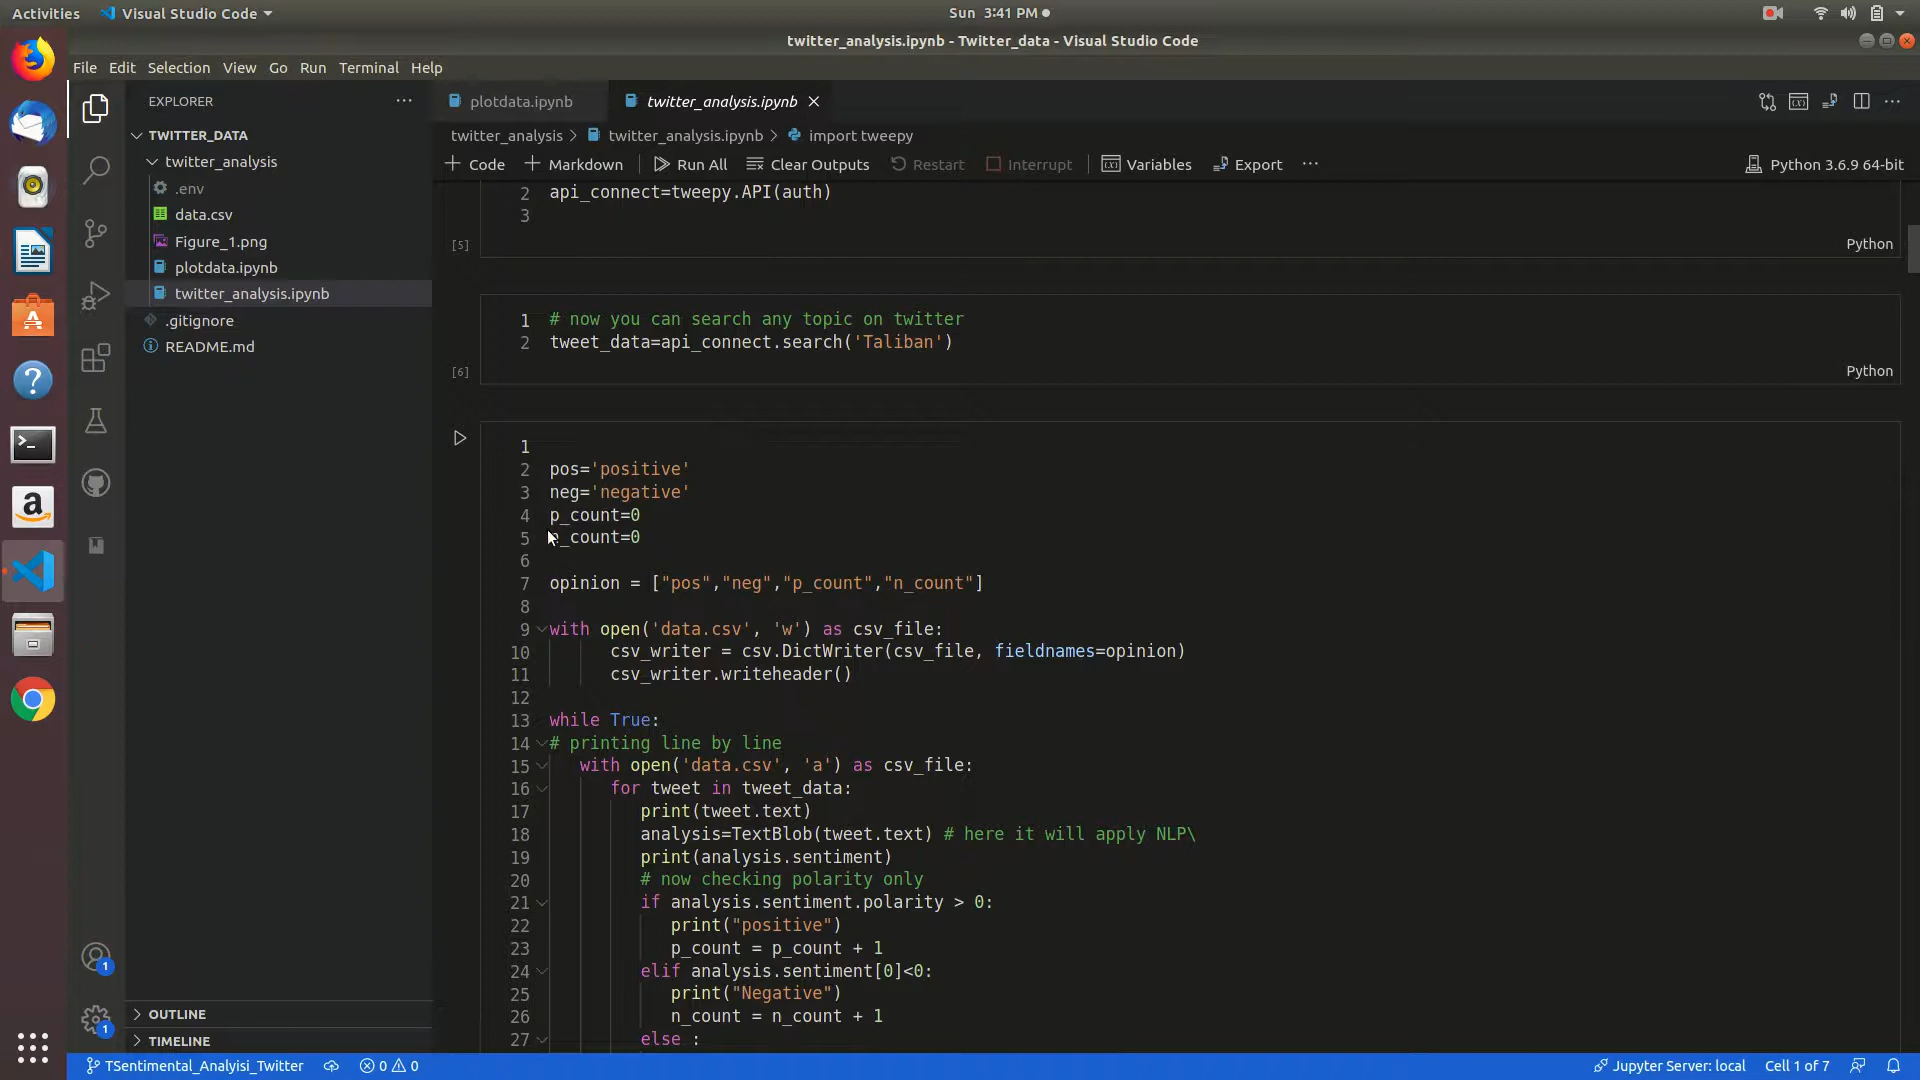 Activities Visual Studio Code Sun 3:41 PM
twitter_analysis.ipynb - Twitter_data - Visual Studio Code
File Edit Selection View Go Run Terminal Help
EXPLORER
TWITTER_DATA
twitter_analysis
.env
data.csv
Figure_1.png
plotdata.ipynb
twitter_analysis.ipynb
.gitignore
README.md
OUTLINE
TIMELINE
plotdata.ipynb twitter_analysis.ipynb
twitter_analysis > twitter_analysis.ipynb > import tweepy
Code Markdown Run All Clear Outputs Restart Interrupt Variables Export Python 3.6.9 64-bit
2 api_connect=tweepy.API(auth)
3
[5] Python
1 # now you can search any topic on twitter
2 tweet_data=api_connect.search('Taliban')
[6] Python
1
2 pos='positive'
3 neg='negative'
4 p_count=0
5 _count=0
6
7 opinion = ["pos","neg","p_count","n_count"]
8
9 with open('data.csv', 'w') as csv_file:
10 csv_writer = csv.DictWriter(csv_file, fieldnames=opinion)
11 csv_writer.writeheader()
12
13 while True:
14 # printing line by line
15 with open('data.csv', 'a') as csv_file:
16 for tweet in tweet_data:
17 print(tweet.text)
18 analysis=TextBlob(tweet.text) # here it will apply NLP\
19 print(analysis.sentiment)
20 # now checking polarity only
21 if analysis.sentiment.polarity > 0:
22 print("positive")
23 p_count = p_count + 1
24 elif analysis.sentiment[0]<0:
25 print("Negative")
26 n_count = n_count + 1
27 else :
1
1
TSentimental_Analyisi_Twitter 0 0 Jupyter Server: local Cell 1 of 7